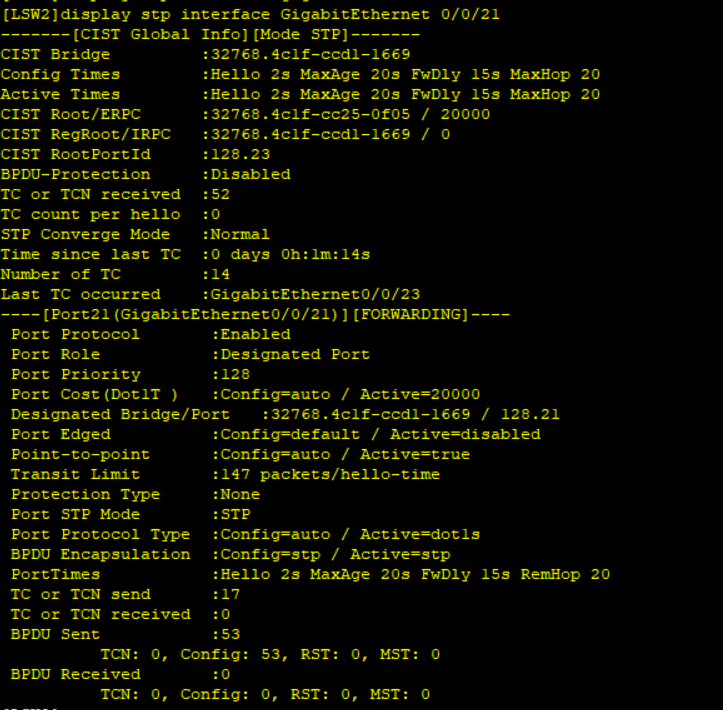 [LSW2]display stp interface GigabitEthernet 0/0/21
-------[CIST Global Info][Mode STP]-------
CIST Bridge         :32768.4c1f-ccd1-1669
Config Times        :Hello 2s MaxAge 20s FwDly 15s MaxHop 20
Active Times        :Hello 2s MaxAge 20s FwDly 15s MaxHop 20
CIST Root/ERPC      :32768.4c1f-cc25-0f05 / 20000
CIST RegRoot/IRPC   :32768.4c1f-ccd1-1669 / 0
CIST RootPortId     :128.23
BPDU-Protection     :Disabled
TC or TCN received  :52
TC count per hello  :0
STP Converge Mode   :Normal
Time since last TC  :0 days 0h:1m:14s
Number of TC        :14
Last TC occurred    :GigabitEthernet0/0/23
----[Port21(GigabitEthernet0/0/21)][FORWARDING]----
 Port Protocol       :Enabled
 Port Role           :Designated Port
 Port Priority       :128
 Port Cost(Dot1T )   :Config=auto / Active=20000
 Designated Bridge/Port   :32768.4c1f-ccd1-1669 / 128.21
 Port Edged          :Config=default / Active=disabled
 Point-to-point      :Config=auto / Active=true
 Transit Limit       :147 packets/hello-time
 Protection Type     :None
 Port STP Mode       :STP
 Port Protocol Type  :Config=auto / Active=dot1s
 BPDU Encapsulation  :Config=stp / Active=stp
 PortTimes           :Hello 2s MaxAge 20s FwDly 15s RemHop 20
 TC or TCN send      :17
 TC or TCN received  :0
 BPDU Sent           :53
          TCN: 0, Config: 53, RST: 0, MST: 0
 BPDU Received       :0
          TCN: 0, Config: 0, RST: 0, MST: 0